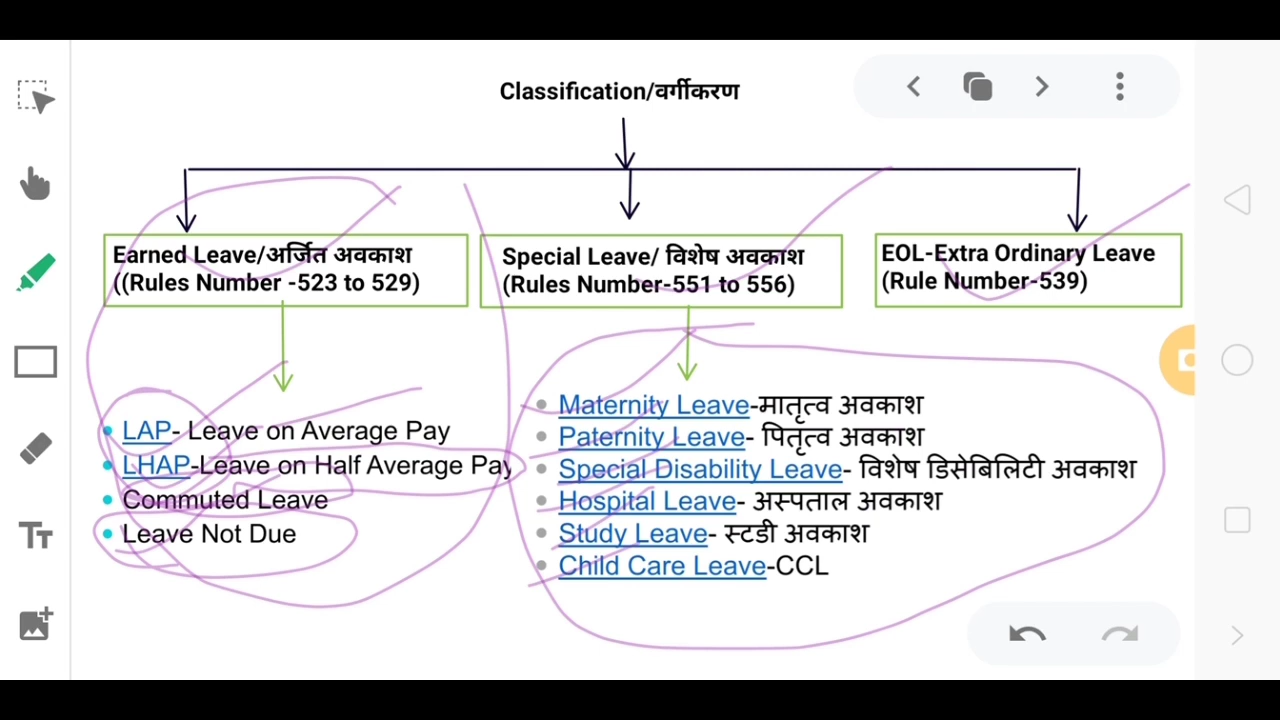 Classification/वर्गीकरण
Earned Leave/अर्जित अवकाश
((Rules Number -523 to 529)
Special Leave/ विशेष अवकाश
(Rules Number-551 to 556)
EOL-Extra Ordinary Leave
(Rule Number-539)
LAP- Leave on Average Pay
LHAP-Leave on Half Average Pay
Commuted Leave
Leave Not Due
Maternity Leave-मातृत्व अवकाश
Paternity Leave- पितृत्व अवकाश
Special Disability Leave- विशेष डिसेबिलिटी अवकाश
Hospital Leave- अस्पताल अवकाश
Study Leave- स्टडी अवकाश
Child Care Leave-CCL
Tт